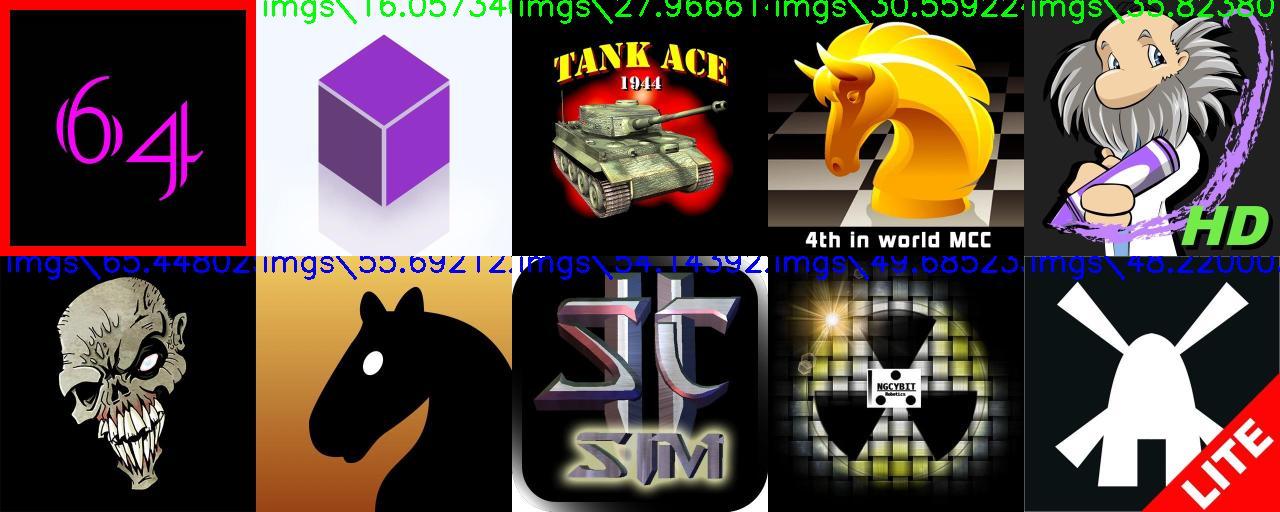 imgs\16.05734
imgs\27.96661
imgs\30.55922
imgs\35.82380
64
TANK ACE
1944
4th in world MCC
HD
imgs\65.44802
imgs\55.69212
imgs\54.14392
imgs\49.68523
imgs\48.22000
SC
SIM
NGCYBIT
Robotics
LITE